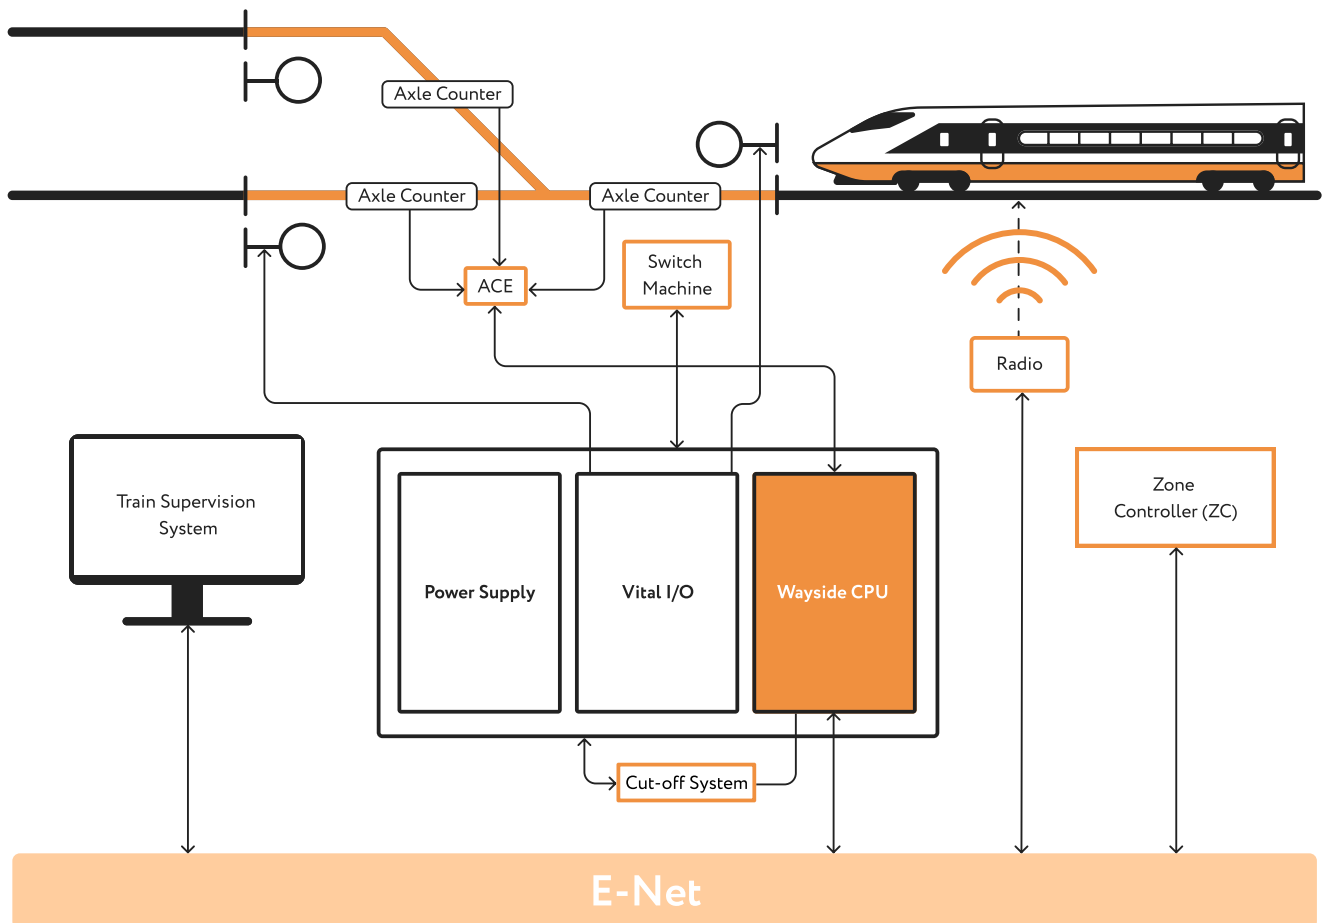 Axle Counter
Axle Counter
Axle Counter
Switch
Machine
ACE
Radio
Train Supervision
System
Zone
Controller (ZC)
Power Supply
Vital I/O
Wayside CPU
Cut-off System
E-Net